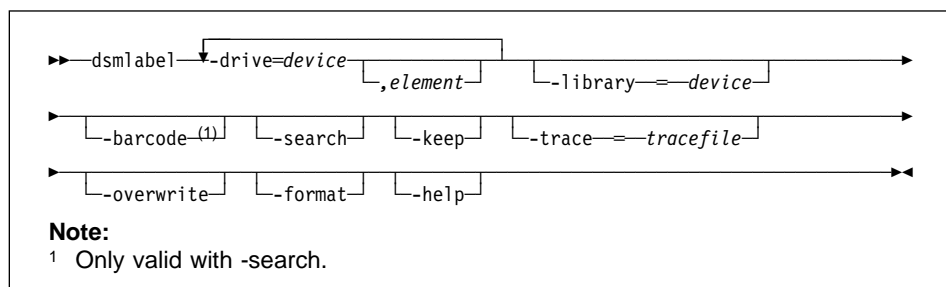 dsmlabel -drive=device ,element -library = device
-barcode (1) -search -keep -trace = tracefile
-overwrite -format -help
Note:
1 Only valid with -search.